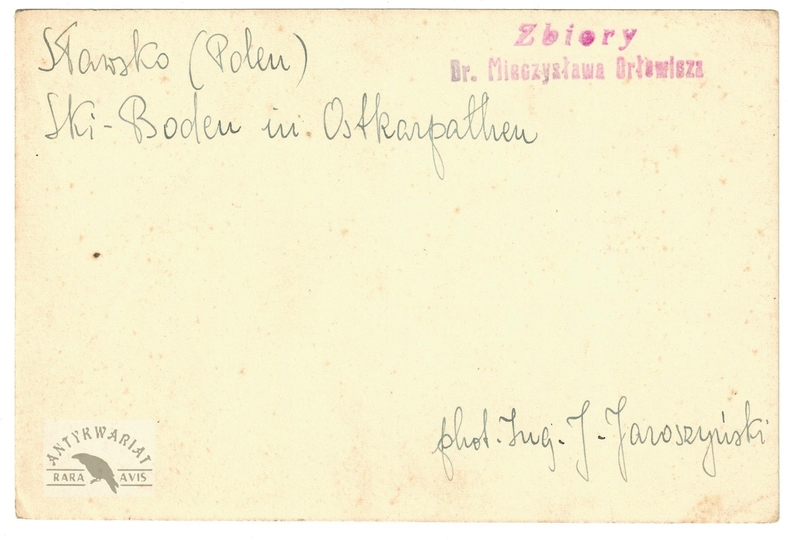 Sławsko (Polen)
Ski-Boden in Ostkarpathen
Zbiory
Dr. Mieczysława Orłowicza
phot. Ing. J. Jaroszyński
ANTYKWARIAT
RARA AVIS